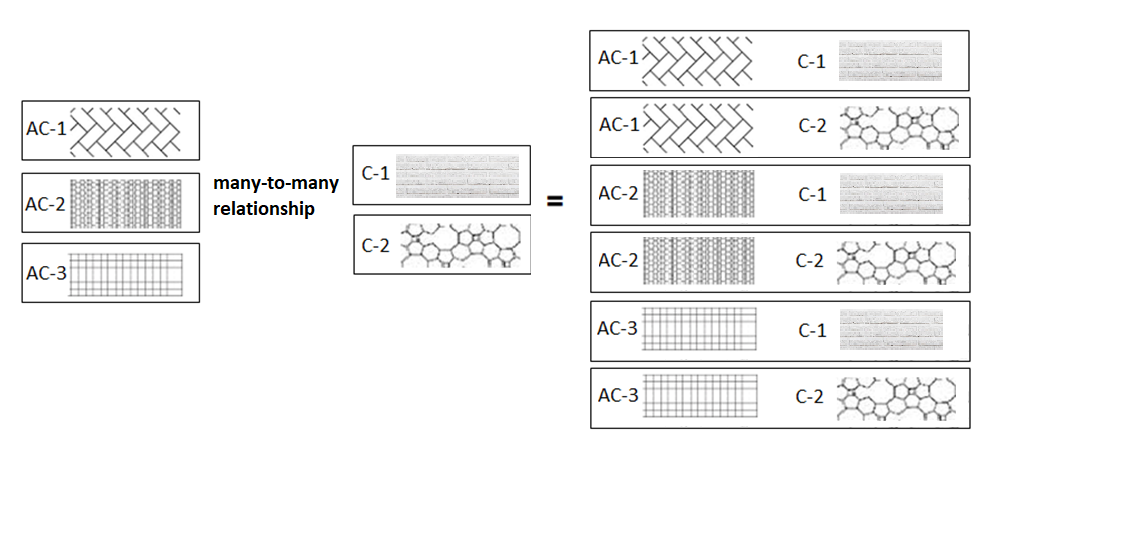 AC-1
AC-2
AC-3
many-to-many
relationship
C-1
C-2
=
AC-1 C-1
AC-1 C-2
AC-2 C-1
AC-2 C-2
AC-3 C-1
AC-3 C-2